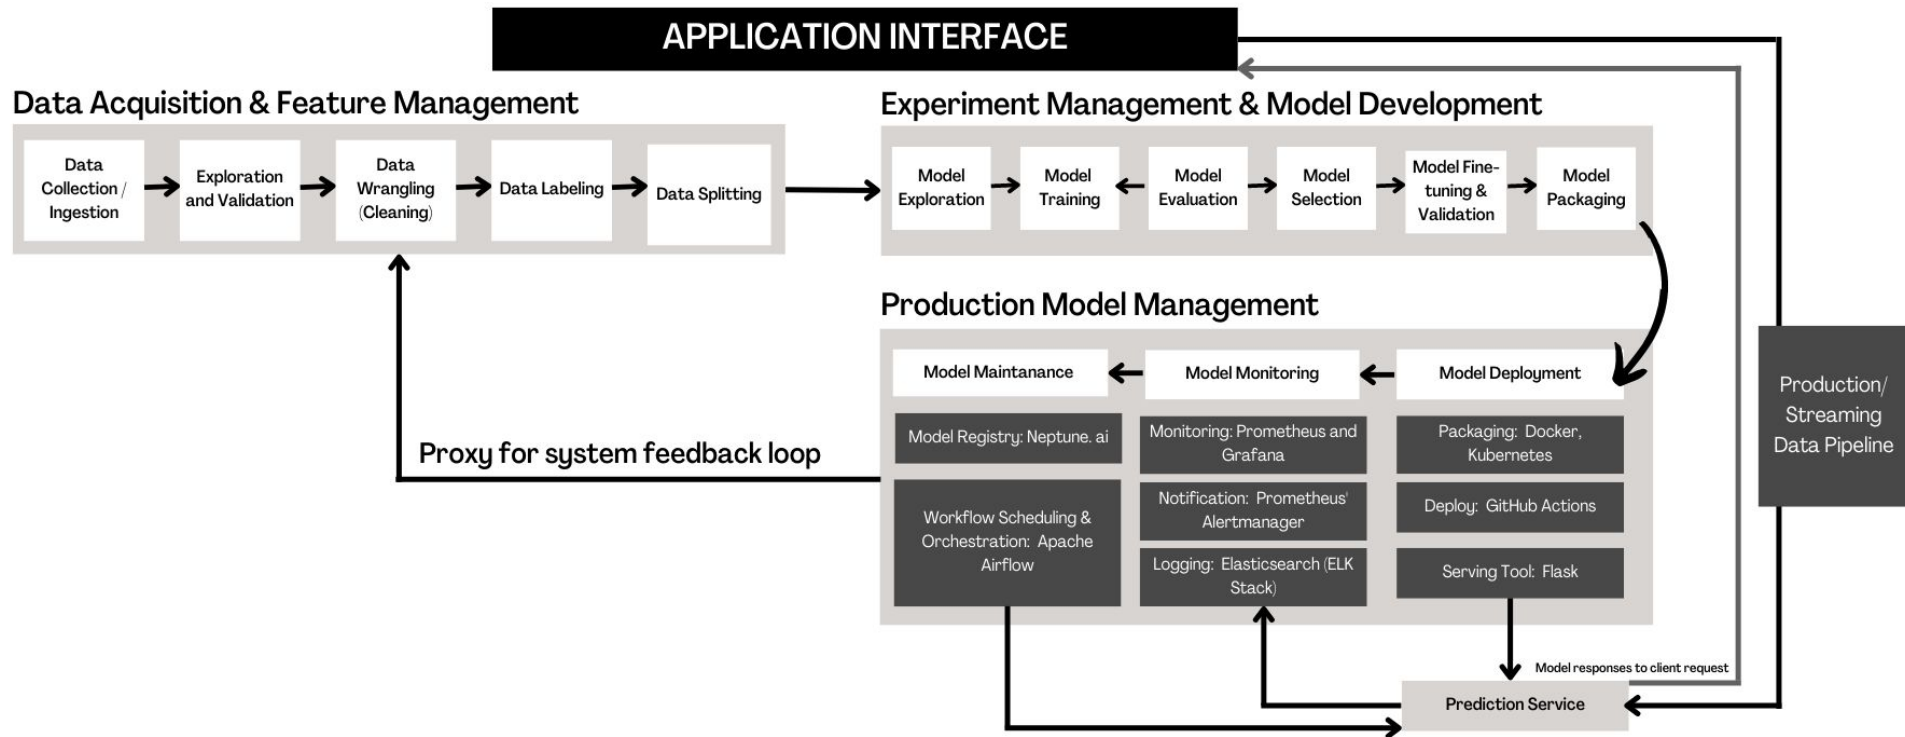 APPLICATION INTERFACE
Data Acquisition & Feature Management
Data
Collection /
Ingestion
Exploration
and Validation
Data
Wrangling
(Cleaning)
Data Labeling
Data Splitting
Experiment Management & Model Development
Model
Exploration
Model
Training
Model
Evaluation
Model
Selection
Model Fine-
tuning &
Validation
Model
Packaging
Production Model Management
Model Maintanance
Model Monitoring
Model Deployment
Model Registry: Neptune. ai
Workflow Scheduling &
Orchestration: Apache
Airflow
Monitoring: Prometheus and
Grafana
Notification: Prometheus'
Alertmanager
Logging: Elasticsearch (ELK
Stack)
Packaging: Docker,
Kubernetes
Deploy: GitHub Actions
Serving Tool: Flask
Proxy for system feedback loop
Production/
Streaming
Data Pipeline
Model responses to client request
Prediction Service